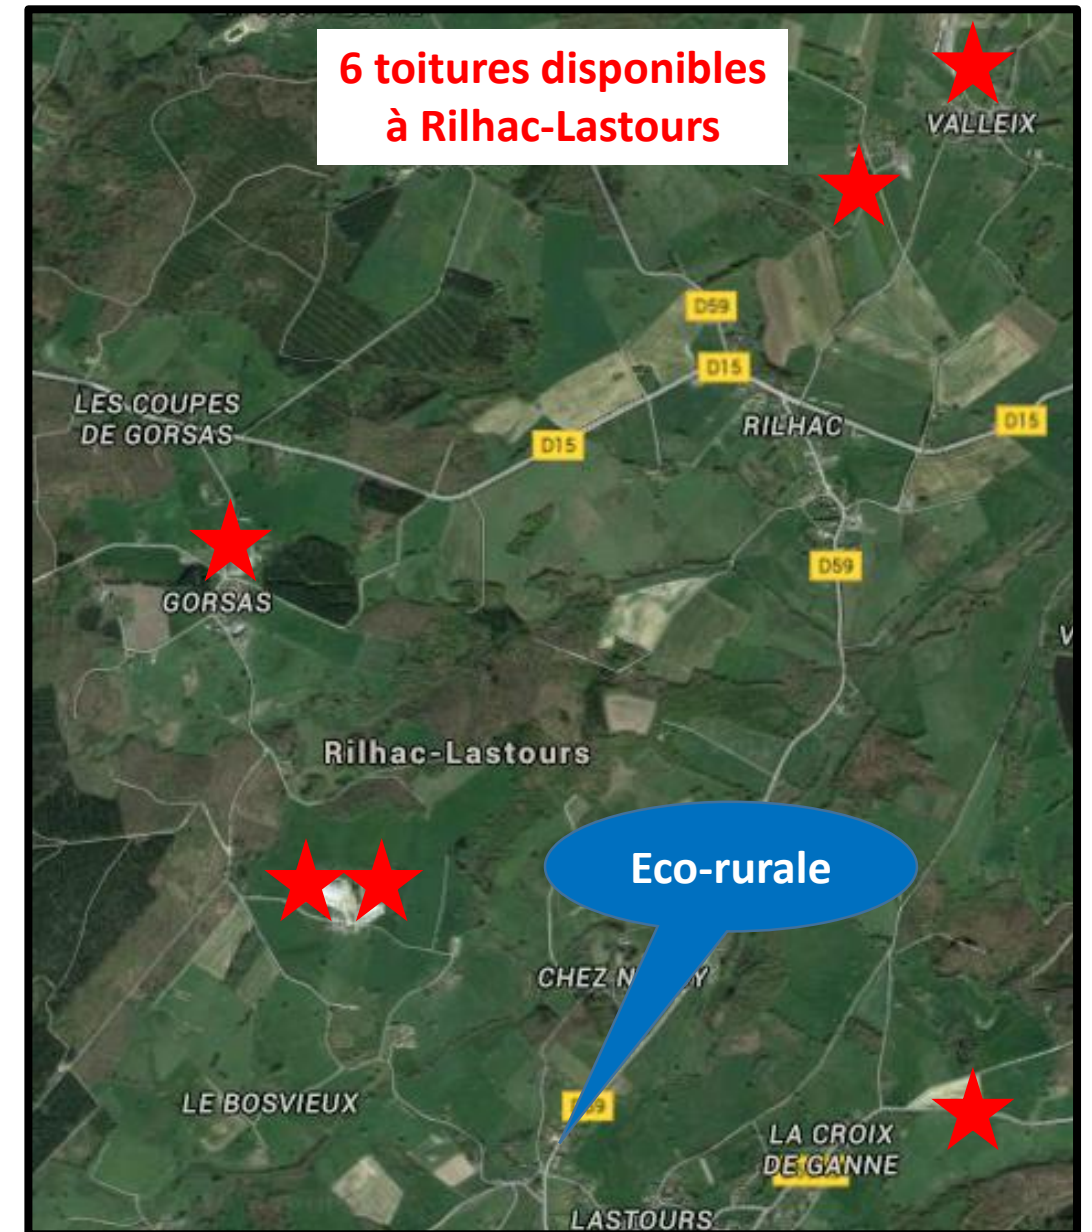 6 toitures disponibles
à Rilhac-Lastours
VALLEIX
D59
D15
LES COUPES
DE GORSAS
RILHAC
D15
D15
D59
GORSAS
Rilhac-Lastours
Eco-rurale
CHEZ
LE BOSVIEUX
LA CROIX
DE GANNE
LASTOURS